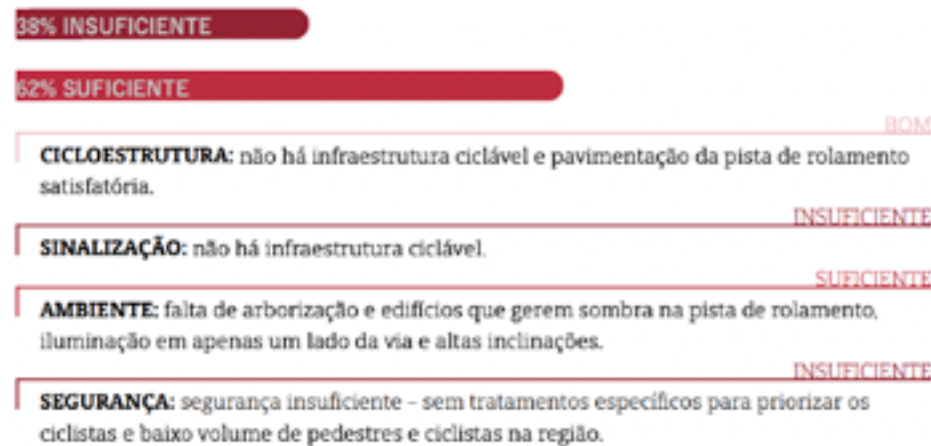 38% INSUFICIENTE
62% SUFICIENTE
BOM
CICLOESTRUTURA: não há infraestrutura ciclável e pavimentação da pista de rolamento
satisfatória.
INSUFICIENTE
SINALIZAÇÃO: não há infraestrutura ciclável.
SUFICIENTE
AMBIENTE: falta de arborização e edifícios que gerem sombra na pista de rolamento,
iluminação em apenas um lado da via e altas inclinações.
INSUFICIENTE
SEGURANÇA: segurança insuficiente – sem tratamentos específicos para priorizar os
ciclistas e baixo volume de pedestres e ciclistas na região.